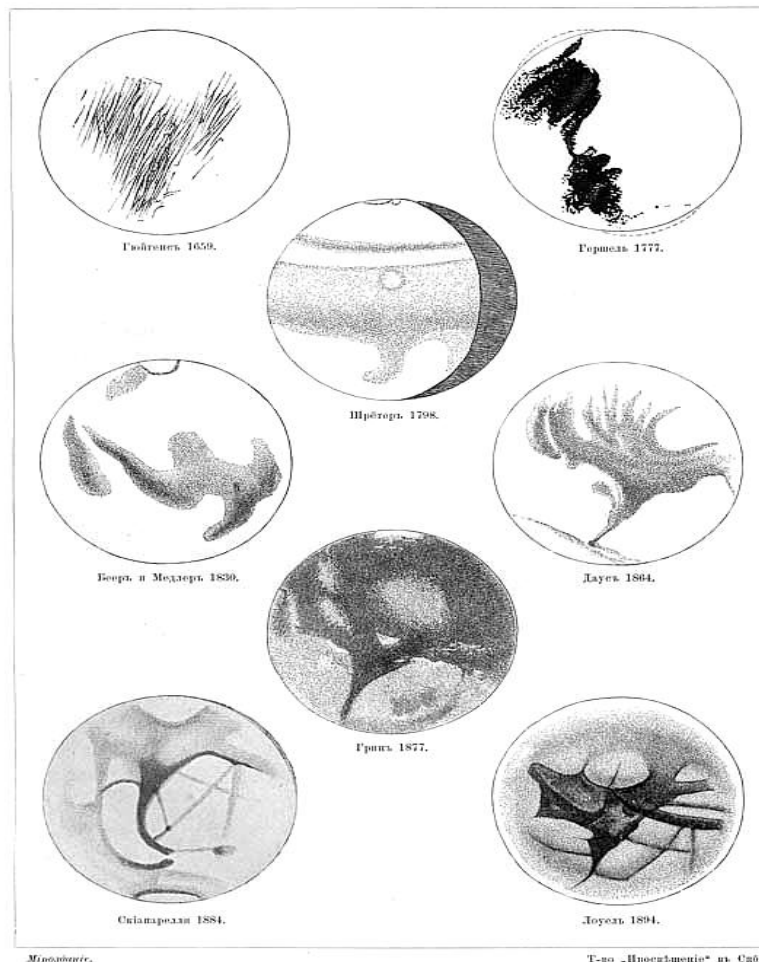 Гюйгенсъ 1659.
Гершель 1777.
Шрётеръ 1798.
Бееръ и Медлеръ 1830.
Даусъ 1864.
Гринъ 1877.
Скіапарелли 1884.
Лоуелль 1894.
Мірозданіе.
Т-во „Просвѣщеніе“ въ Спб.